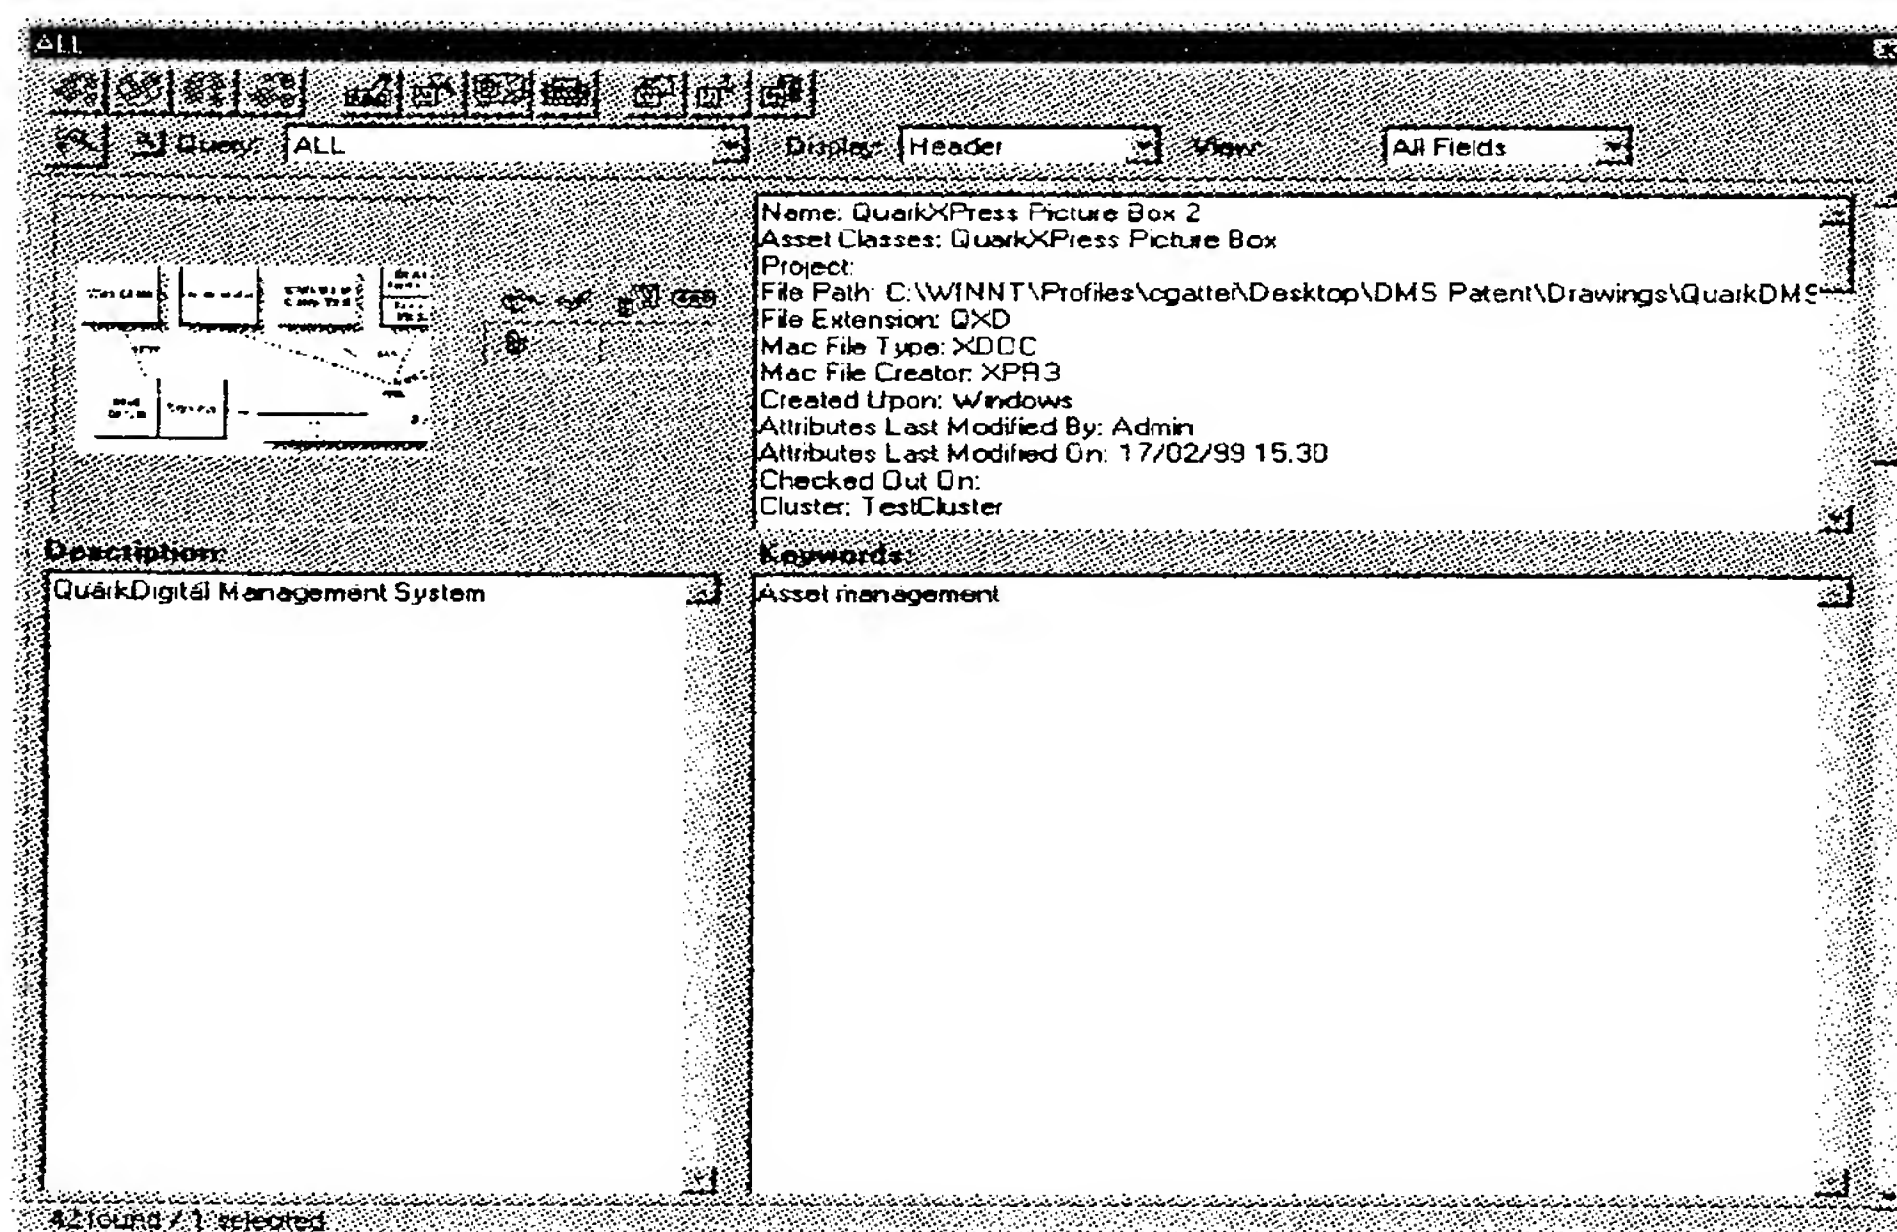 ALL
Query: ALL Display: Header View: All Fields
Name: QuarkXPress Picture Box 2
Asset Classes: QuarkXPress Picture Box
Project:
File Path: C:\WINNT\Profiles\cgatter\Desktop\DMS Patent\Drawings\QuarkDMS
File Extension: QXD
Mac File Type: XDOC
Mac File Creator: XPR3
Created Upon: Windows
Attributes Last Modified By: Admin
Attributes Last Modified On: 17/02/99 15.30
Checked Out On:
Cluster: TestCluster
Description:
QuarkDigital Management System
Keywords:
Asset management
42 found / 1 selected